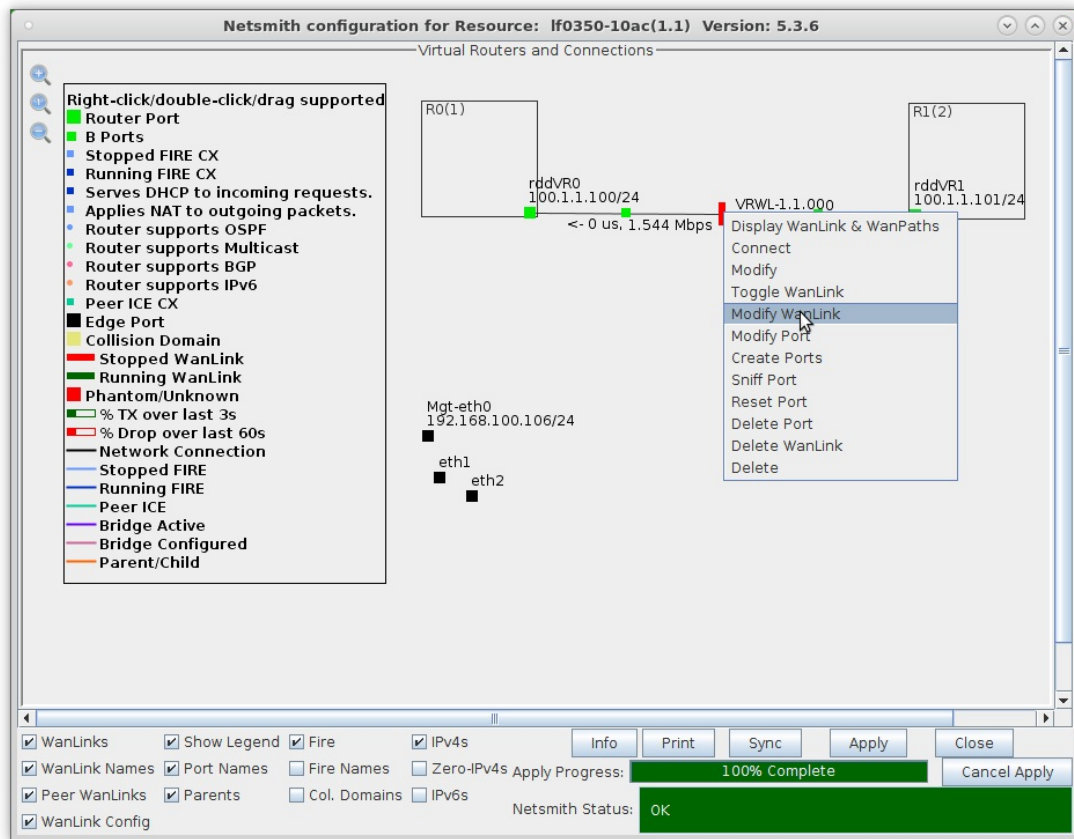 Netsmith configuration for Resource:  lf0350-10ac(1.1)  Version: 5.3.6
Virtual Routers and Connections
Right-click/double-click/drag supported
Router Port
B Ports
Stopped FIRE CX
Running FIRE CX
Serves DHCP to incoming requests.
Applies NAT to outgoing packets.
Router supports OSPF
Router supports Multicast
Router supports BGP
Router supports IPv6
Peer ICE CX
Edge Port
Collision Domain
Stopped WanLink
Running WanLink
Phantom/Unknown
% TX over last 3s
% Drop over last 60s
Network Connection
Stopped FIRE
Running FIRE
Peer ICE
Bridge Active
Bridge Configured
Parent/Child
R0(1)
rddVR0
100.1.1.100/24
<- 0 us, 1.544 Mbps
VRWL-1.1.000
R1(2)
rddVR1
100.1.1.101/24
Display WanLink & WanPaths
Connect
Modify
Toggle WanLink
Modify WanLink
Modify Port
Create Ports
Sniff Port
Reset Port
Delete Port
Delete WanLink
Delete
Mgt-eth0
192.168.100.106/24
eth1
eth2
WanLinks Show Legend Fire IPv4s Info Print Sync Apply Close
WanLink Names Port Names Fire Names Zero-IPv4s Apply Progress: 100% Complete Cancel Apply
Peer WanLinks Parents Col. Domains IPv6s Netsmith Status: OK
WanLink Config